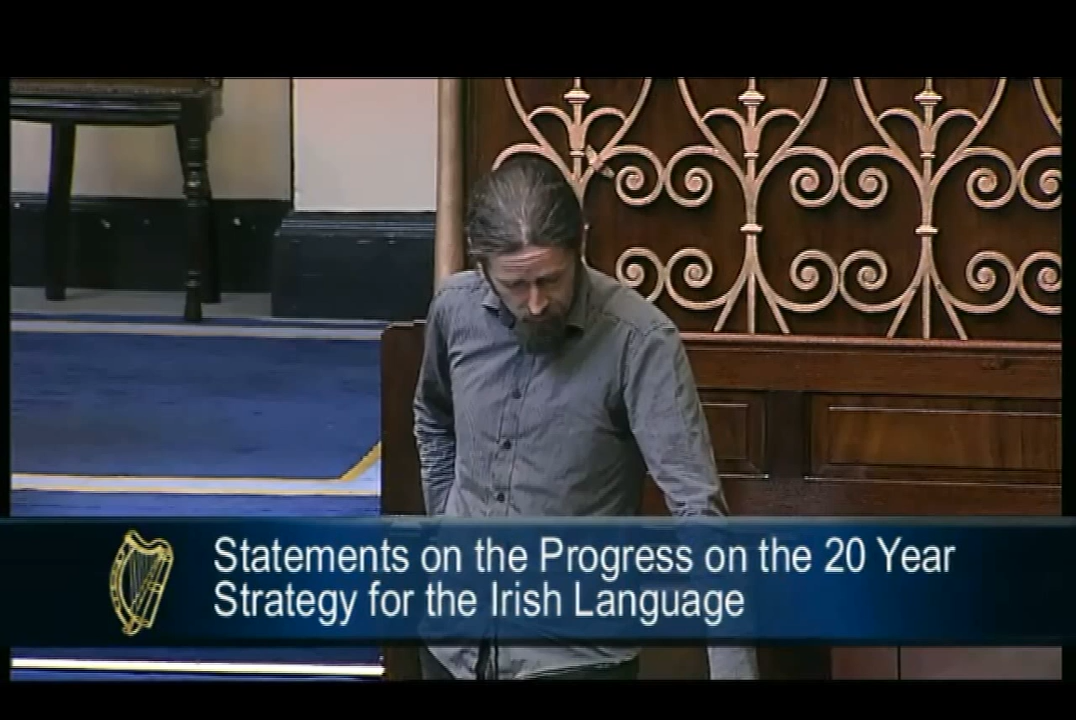 Statements on the Progress on the 20 Year
Strategy for the Irish Language